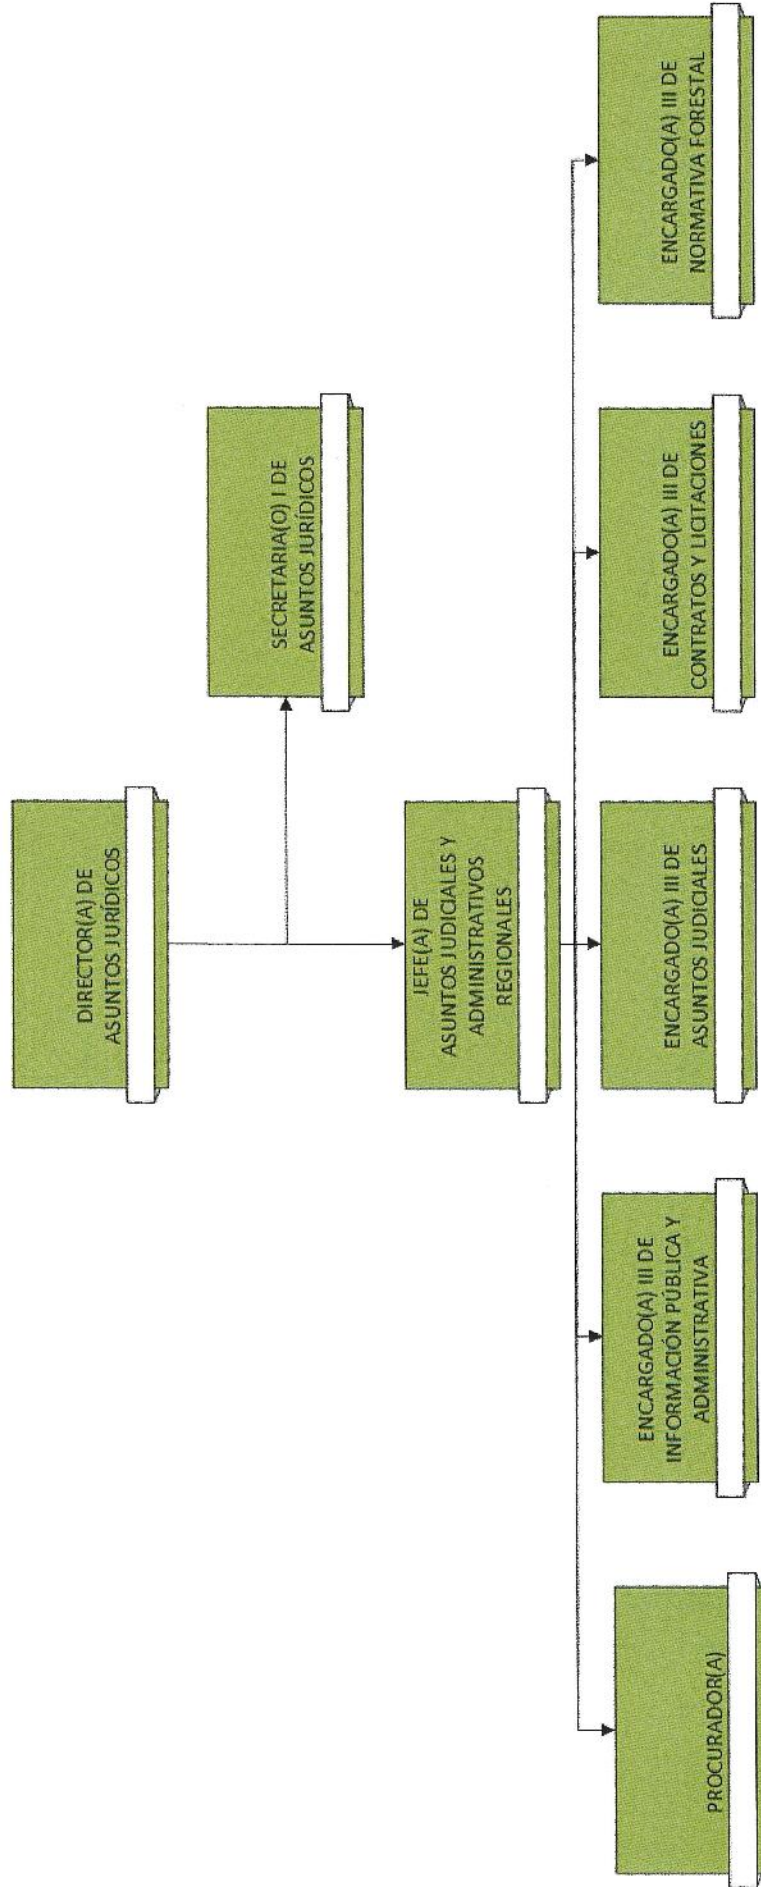 DIRECTOR(A) DE
ASUNTOS JURÍDICOS
SECRETARIA(O) I DE
ASUNTOS JURÍDICOS
JEFE(A) DE
ASUNTOS JUDICIALES Y
ADMINISTRATIVOS
REGIONALES
PROCURADOR(A)
ENCARGADO(A) III DE
INFORMACIÓN PÚBLICA Y
ADMINISTRATIVA
ENCARGADO(A) III DE
ASUNTOS JUDICIALES
ENCARGADO(A) III DE
CONTRATOS Y LICITACIONES
ENCARGADO(A) III DE
NORMATIVA FORESTAL